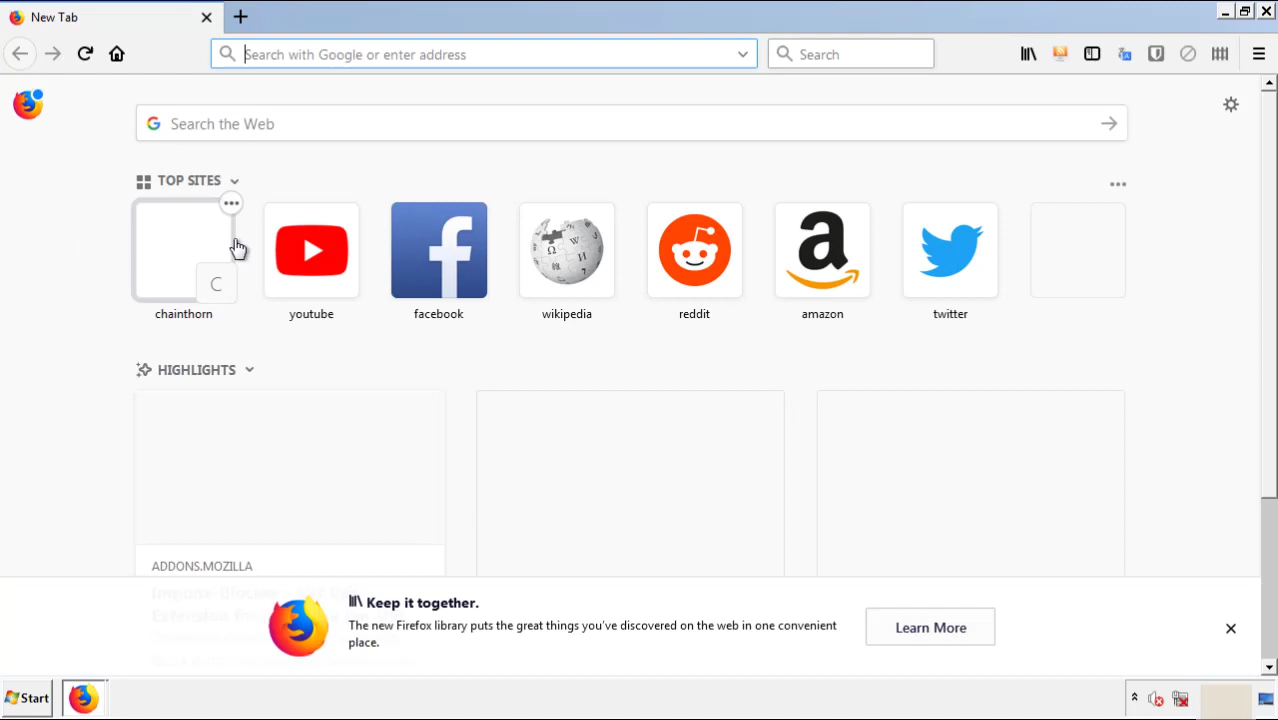 New Tab
Search with Google or enter address
Search
Search the Web
TOP SITES
C
chainthorn
youtube
facebook
wikipedia
reddit
amazon
twitter
HIGHLIGHTS
ADDONS.MOZILLA
Keep it together.
The new Firefox library puts the great things you've discovered on the web in one convenient
place.
Learn More
Start